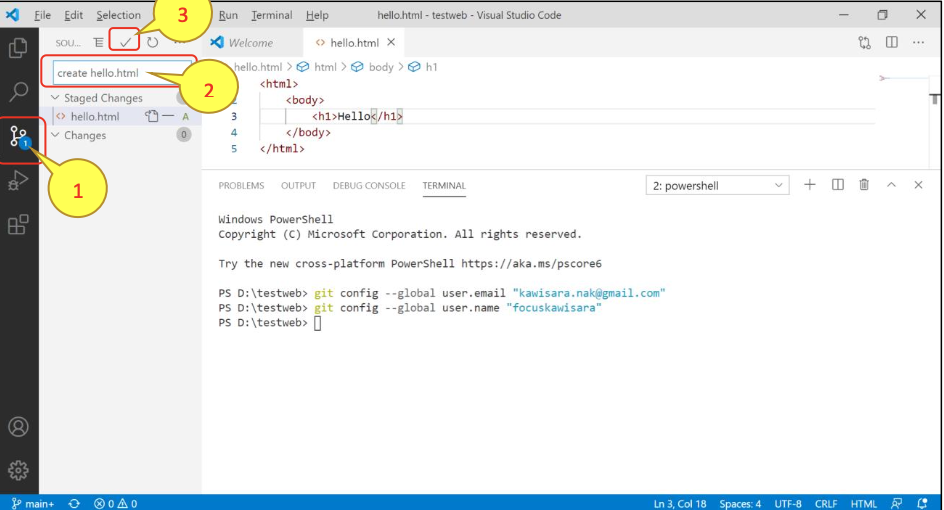 File Edit Selection Run Terminal Help hello.html - testweb - Visual Studio Code
3
SOU...
Welcome
hello.html
create hello.html
2
hello.html > html > body > h1
<html>
<body>
3 <h1>Hello</h1>
4 </body>
5 </html>
Staged Changes
hello.html A
Changes 0
1
1
PROBLEMS OUTPUT DEBUG CONSOLE TERMINAL 2: powershell
Windows PowerShell
Copyright (C) Microsoft Corporation. All rights reserved.
Try the new cross-platform PowerShell https://aka.ms/pscore6
PS D:\testweb> git config --global user.email "kawisara.nak@gmail.com"
PS D:\testweb> git config --global user.name "focuskawisara"
PS D:\testweb>
main+ 0 0 Ln 3, Col 18 Spaces: 4 UTF-8 CRLF HTML